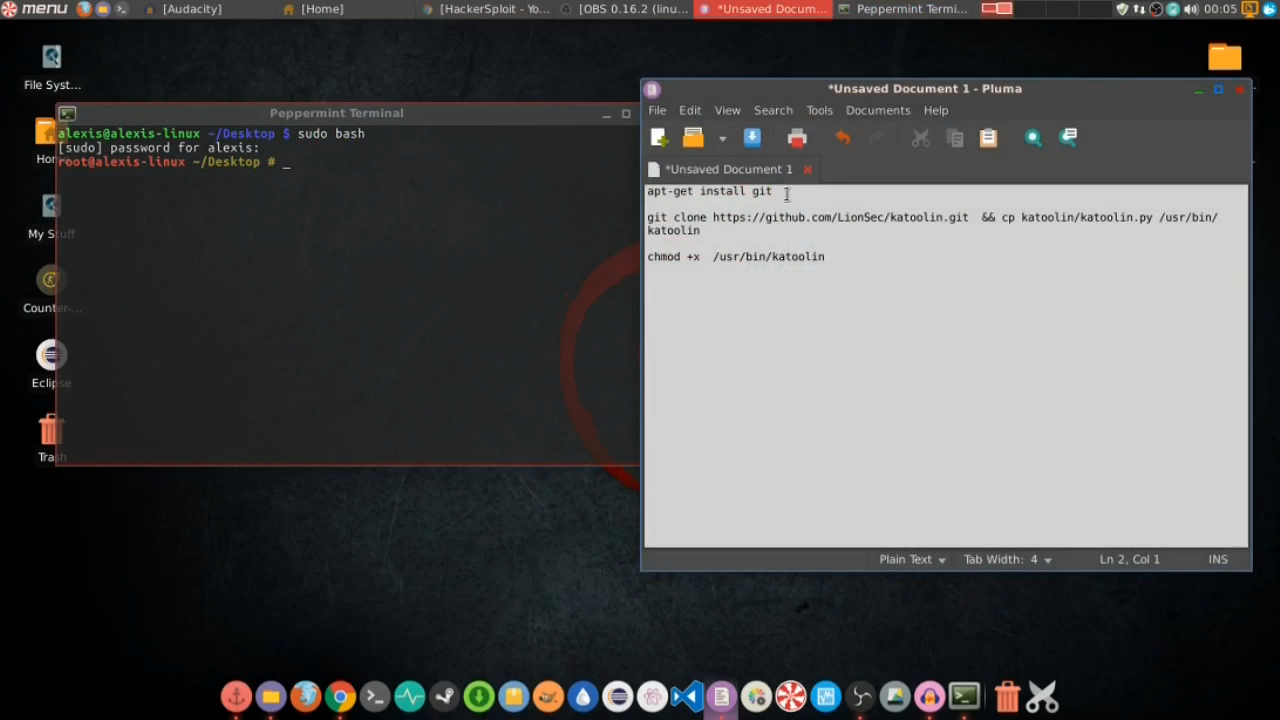 menu
[Audacity]
[Home]
[HackerSploit - Yo...
[OBS 0.16.2 (linu...
*Unsaved Docum...
Peppermint Termi...
00:05
File Syst...
Hom
My Stuff
Counter-...
Eclipse
Trash
Peppermint Terminal
alexis@alexis-linux ~/Desktop $ sudo bash
[sudo] password for alexis:
root@alexis-linux ~/Desktop # _
*Unsaved Document 1 - Pluma
File Edit View Search Tools Documents Help
*Unsaved Document 1
apt-get install git
git clone https://github.com/LionSec/katoolin.git  && cp katoolin/katoolin.py /usr/bin/
katoolin
chmod +x  /usr/bin/katoolin
Plain Text Tab Width: 4 Ln 2, Col 1 INS